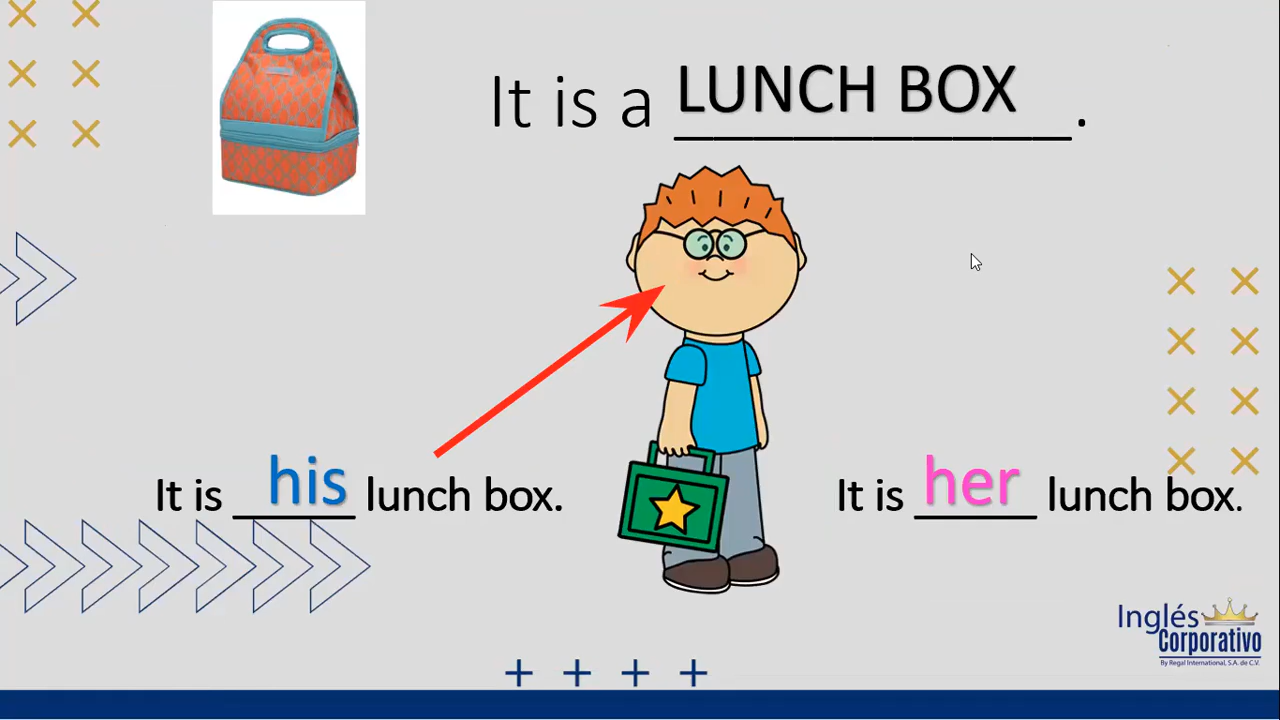 It is a LUNCH BOX.
It is his lunch box.
It is her lunch box.
Inglés
Corporativo
By Regal International, S.A. de C.V.